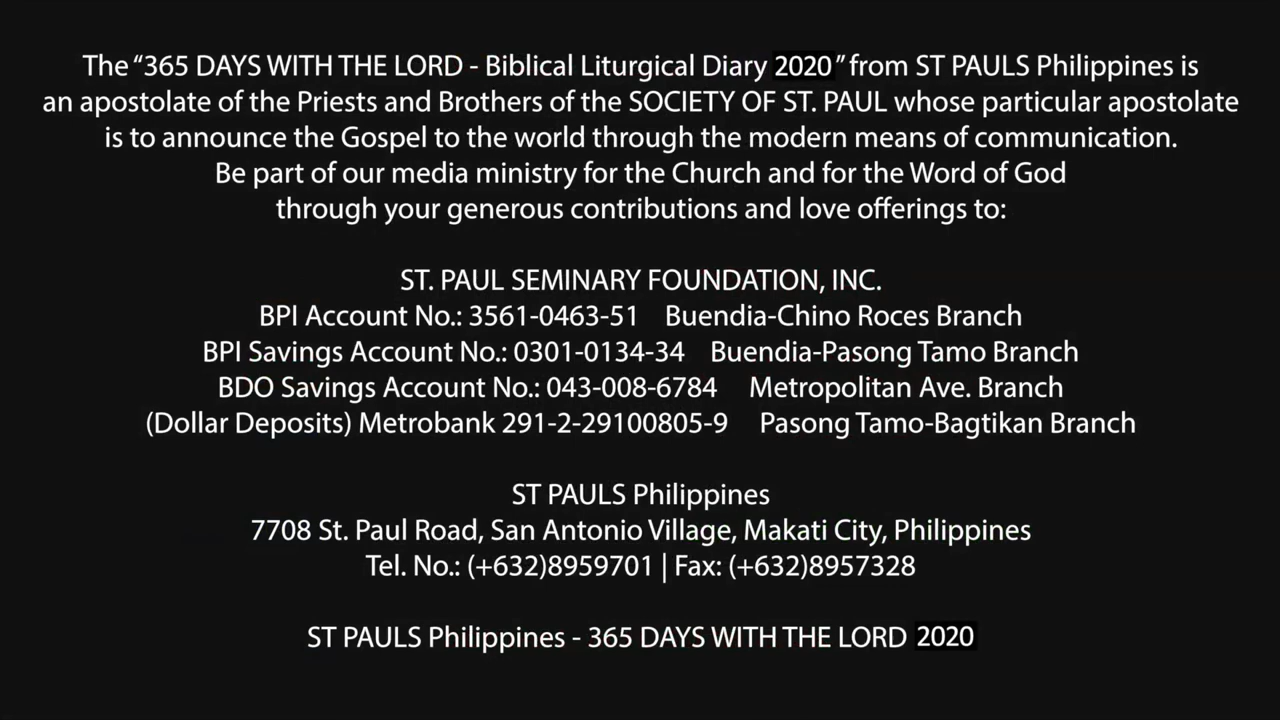 The “365 DAYS WITH THE LORD - Biblical Liturgical Diary 2020” from ST PAULS Philippines is
an apostolate of the Priests and Brothers of the SOCIETY OF ST. PAUL whose particular apostolate
is to announce the Gospel to the world through the modern means of communication.
Be part of our media ministry for the Church and for the Word of God
through your generous contributions and love offerings to:
ST. PAUL SEMINARY FOUNDATION, INC.
BPI Account No.: 3561-0463-51 Buendia-Chino Roces Branch
BPI Savings Account No.: 0301-0134-34 Buendia-Pasong Tamo Branch
BDO Savings Account No.: 043-008-6784 Metropolitan Ave. Branch
(Dollar Deposits) Metrobank 291-2-29100805-9 Pasong Tamo-Bagtikan Branch
ST PAULS Philippines
7708 St. Paul Road, San Antonio Village, Makati City, Philippines
Tel. No.: (+632)8959701 | Fax: (+632)8957328
ST PAULS Philippines - 365 DAYS WITH THE LORD 2020